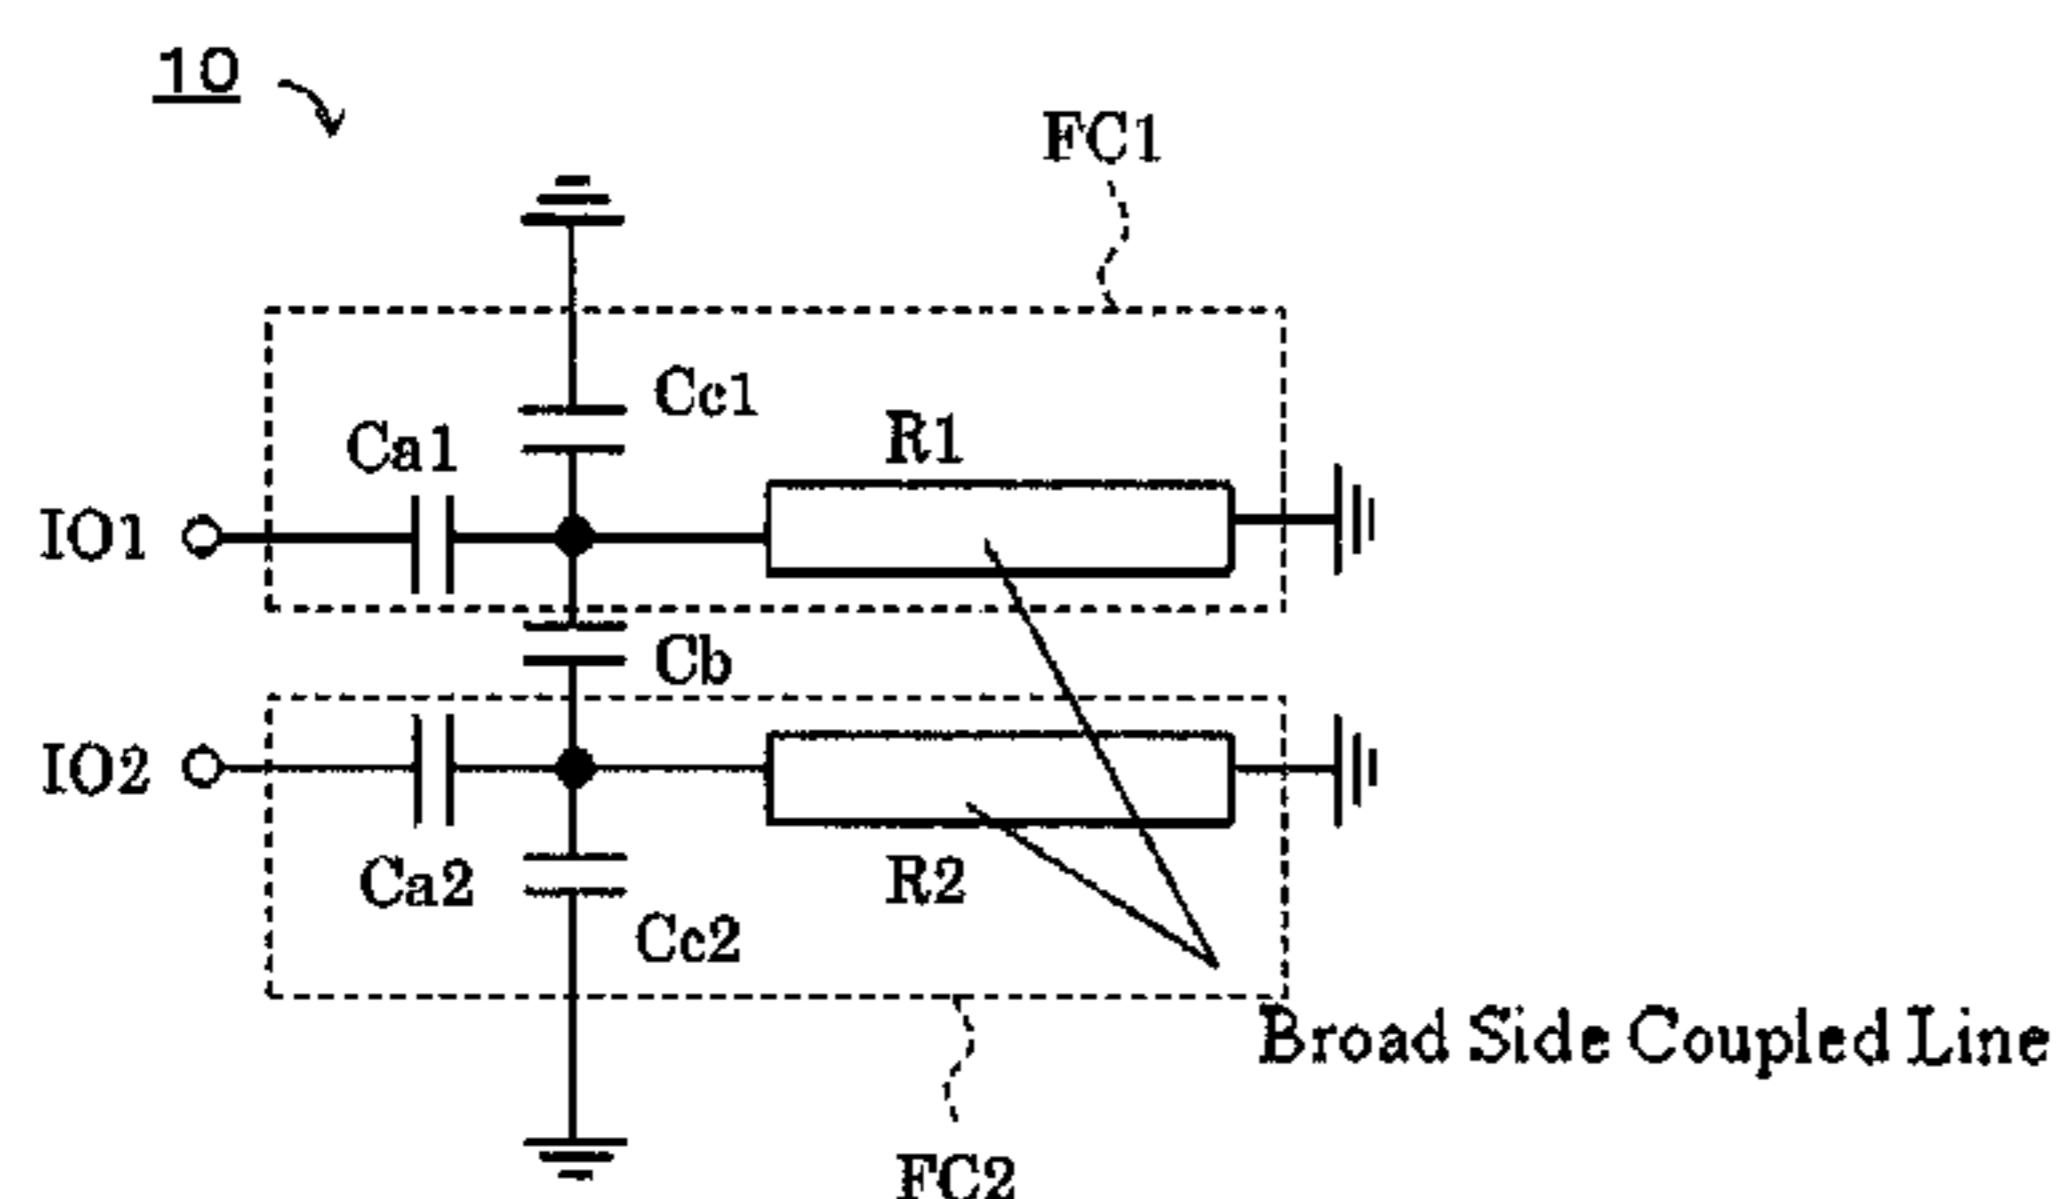 10
FC1
Cc1
Ca1
R1
IO1
Cb
IO2
Ca2
R2
Cc2
Broad Side Coupled Line
FC2